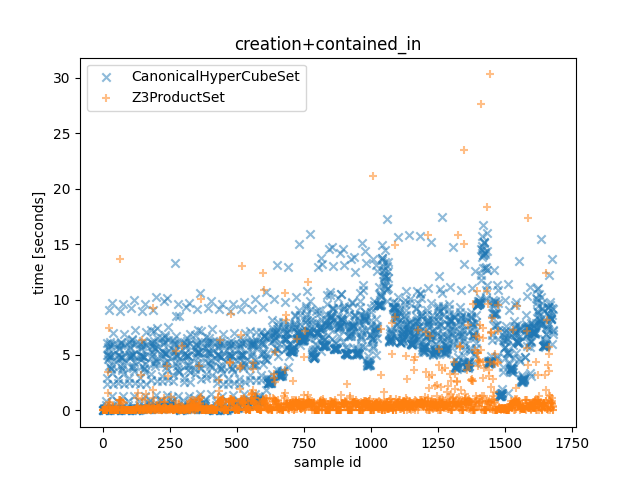 creation+contained_in
CanonicalHyperCubeSet
Z3ProductSet
time [seconds]
30
25
20
15
10
5
0
0 250 500 750 1000 1250 1500 1750
sample id